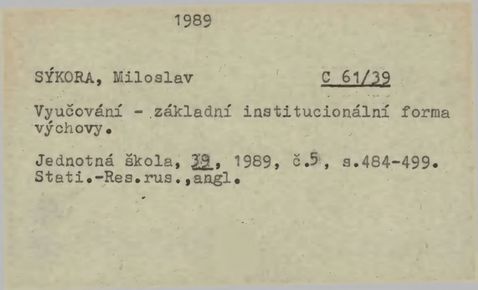 1989
SÝKORA, Miloslav C 61/39
Vyučování - základní institucionální forma
výchovy.
Jednotná škola, 39, 1989, č.5, s.484-499.
Stati.-Res.rus.,angl.